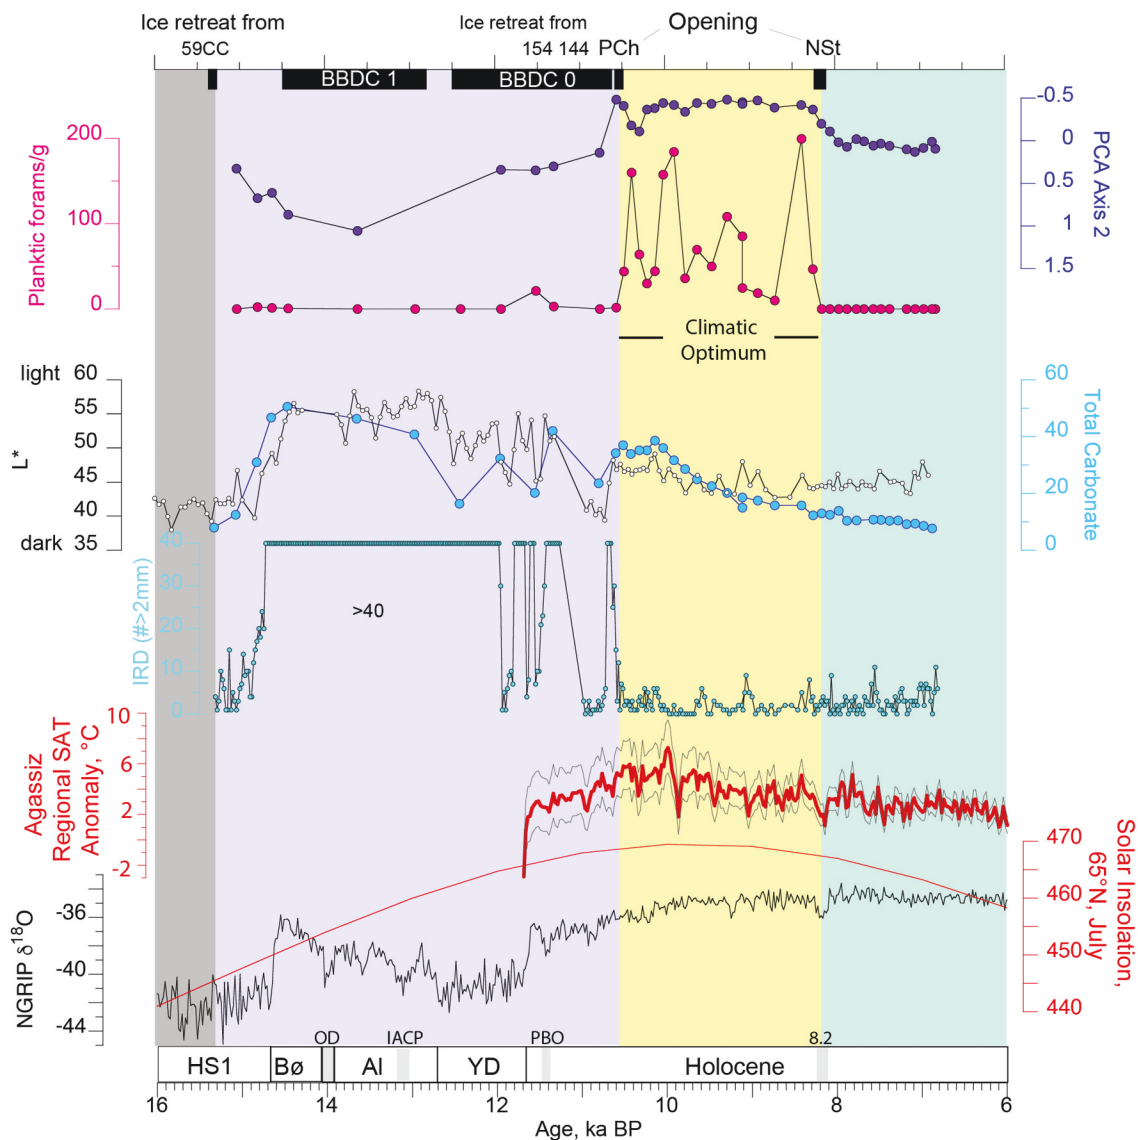 Ice retreat from
59CC
Ice retreat from
154 144
Opening
PCh
NSt
BBDC 1
BBDC 0
Planktic forams/g
200
100
0
-0.5
0
0.5
1
1.5
PCA Axis 2
Climatic
Optimum
light 60
55
50
45
40
dark 35
L*
60
40
20
0
Total Carbonate
IRD (#>2mm)
40
30
20
10
0
>40
Agassiz
Regional SAT
Anomaly, °C
10
6
2
-2
470
460
450
440
Solar Insolation,
65°N, July
NGRIP δ18O
-36
-40
-44
OD
IACP
PBO
8.2
HS1
Bø
Al
YD
Holocene
16
14
12
10
8
6
Age, ka BP